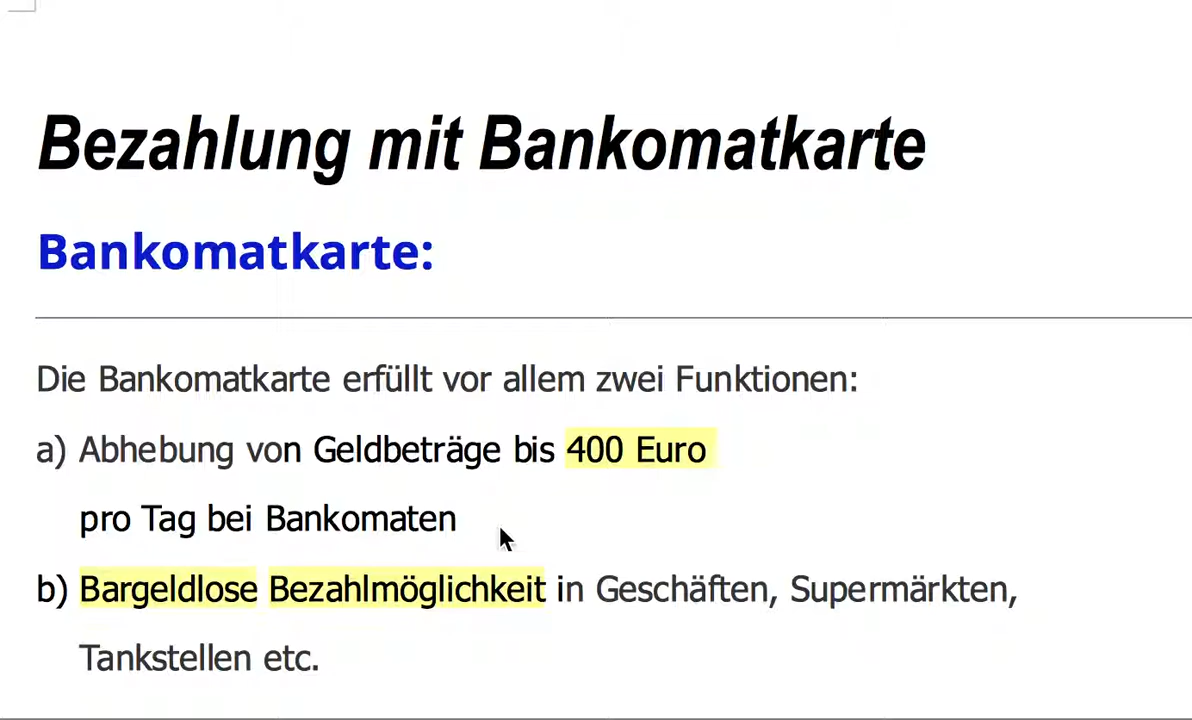 Bezahlung mit Bankomatkarte
Bankomatkarte:
Die Bankomatkarte erfüllt vor allem zwei Funktionen:
a) Abhebung von Geldbeträge bis 400 Euro
pro Tag bei Bankomaten
b) Bargeldlose Bezahlmöglichkeit in Geschäften, Supermärkten,
Tankstellen etc.